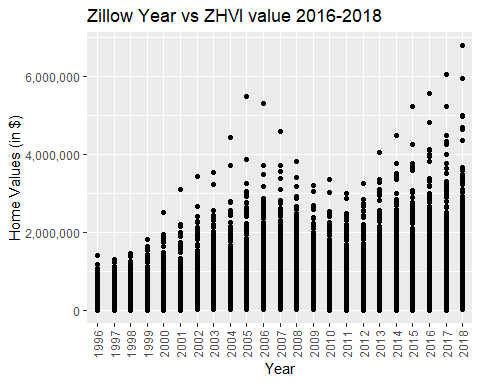 Zillow Year vs ZHVI value 2016-2018
Home Values (in $)
6,000,000
4,000,000
2,000,000
0
1996 1997 1998 1999 2000 2001 2002 2003 2004 2005 2006 2007 2008 2009 2010 2011 2012 2013 2014 2015 2016 2017 2018
Year